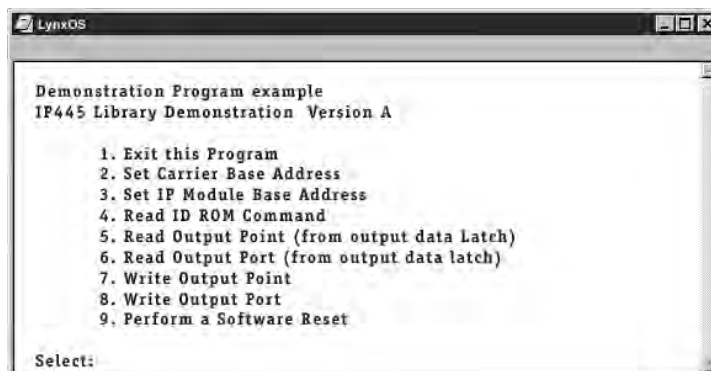 LynxOS
Demonstration Program example
IP445 Library Demonstration Version A
1. Exit this Program
2. Set Carrier Base Address
3. Set IP Module Base Address
4. Read ID ROM Command
5. Read Output Point (from output data Latch)
6. Read Output Port (from output data latch)
7. Write Output Point
8. Write Output Port
9. Perform a Software Reset
Select: